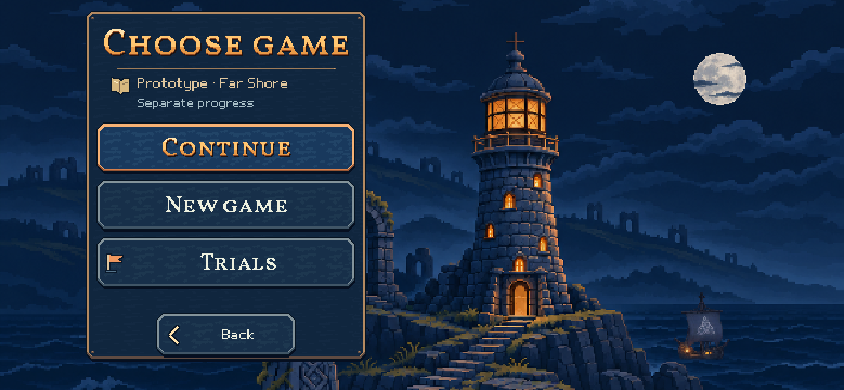 Choose game
Prototype · Far Shore
Separate progress
Continue
New game
Trials
Back